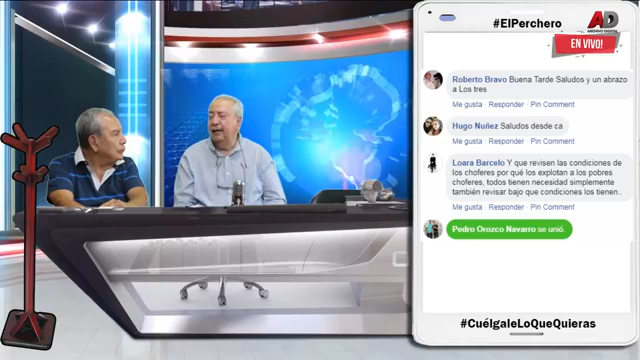 #ElPerchero
AD
ARCHIVO DIGITAL
EN VIVO!
Roberto Bravo Buena Tarde Saludos y un abrazo
a Los tres
Me gusta · Responder · Pin Comment
Hugo Nuñez Saludos desde ca
Me gusta · Responder · Pin Comment
Loara Barcelo Y que revisen las condiciones de
los choferes por qué los explotan a los pobres
choferes, todos tienen necesidad simplemente
también revisar bajo que condiciones los tienen..
Me gusta · Responder · Pin Comment
Pedro Orozco Navarro se unió.
#CuélgaleLoQueQuieras